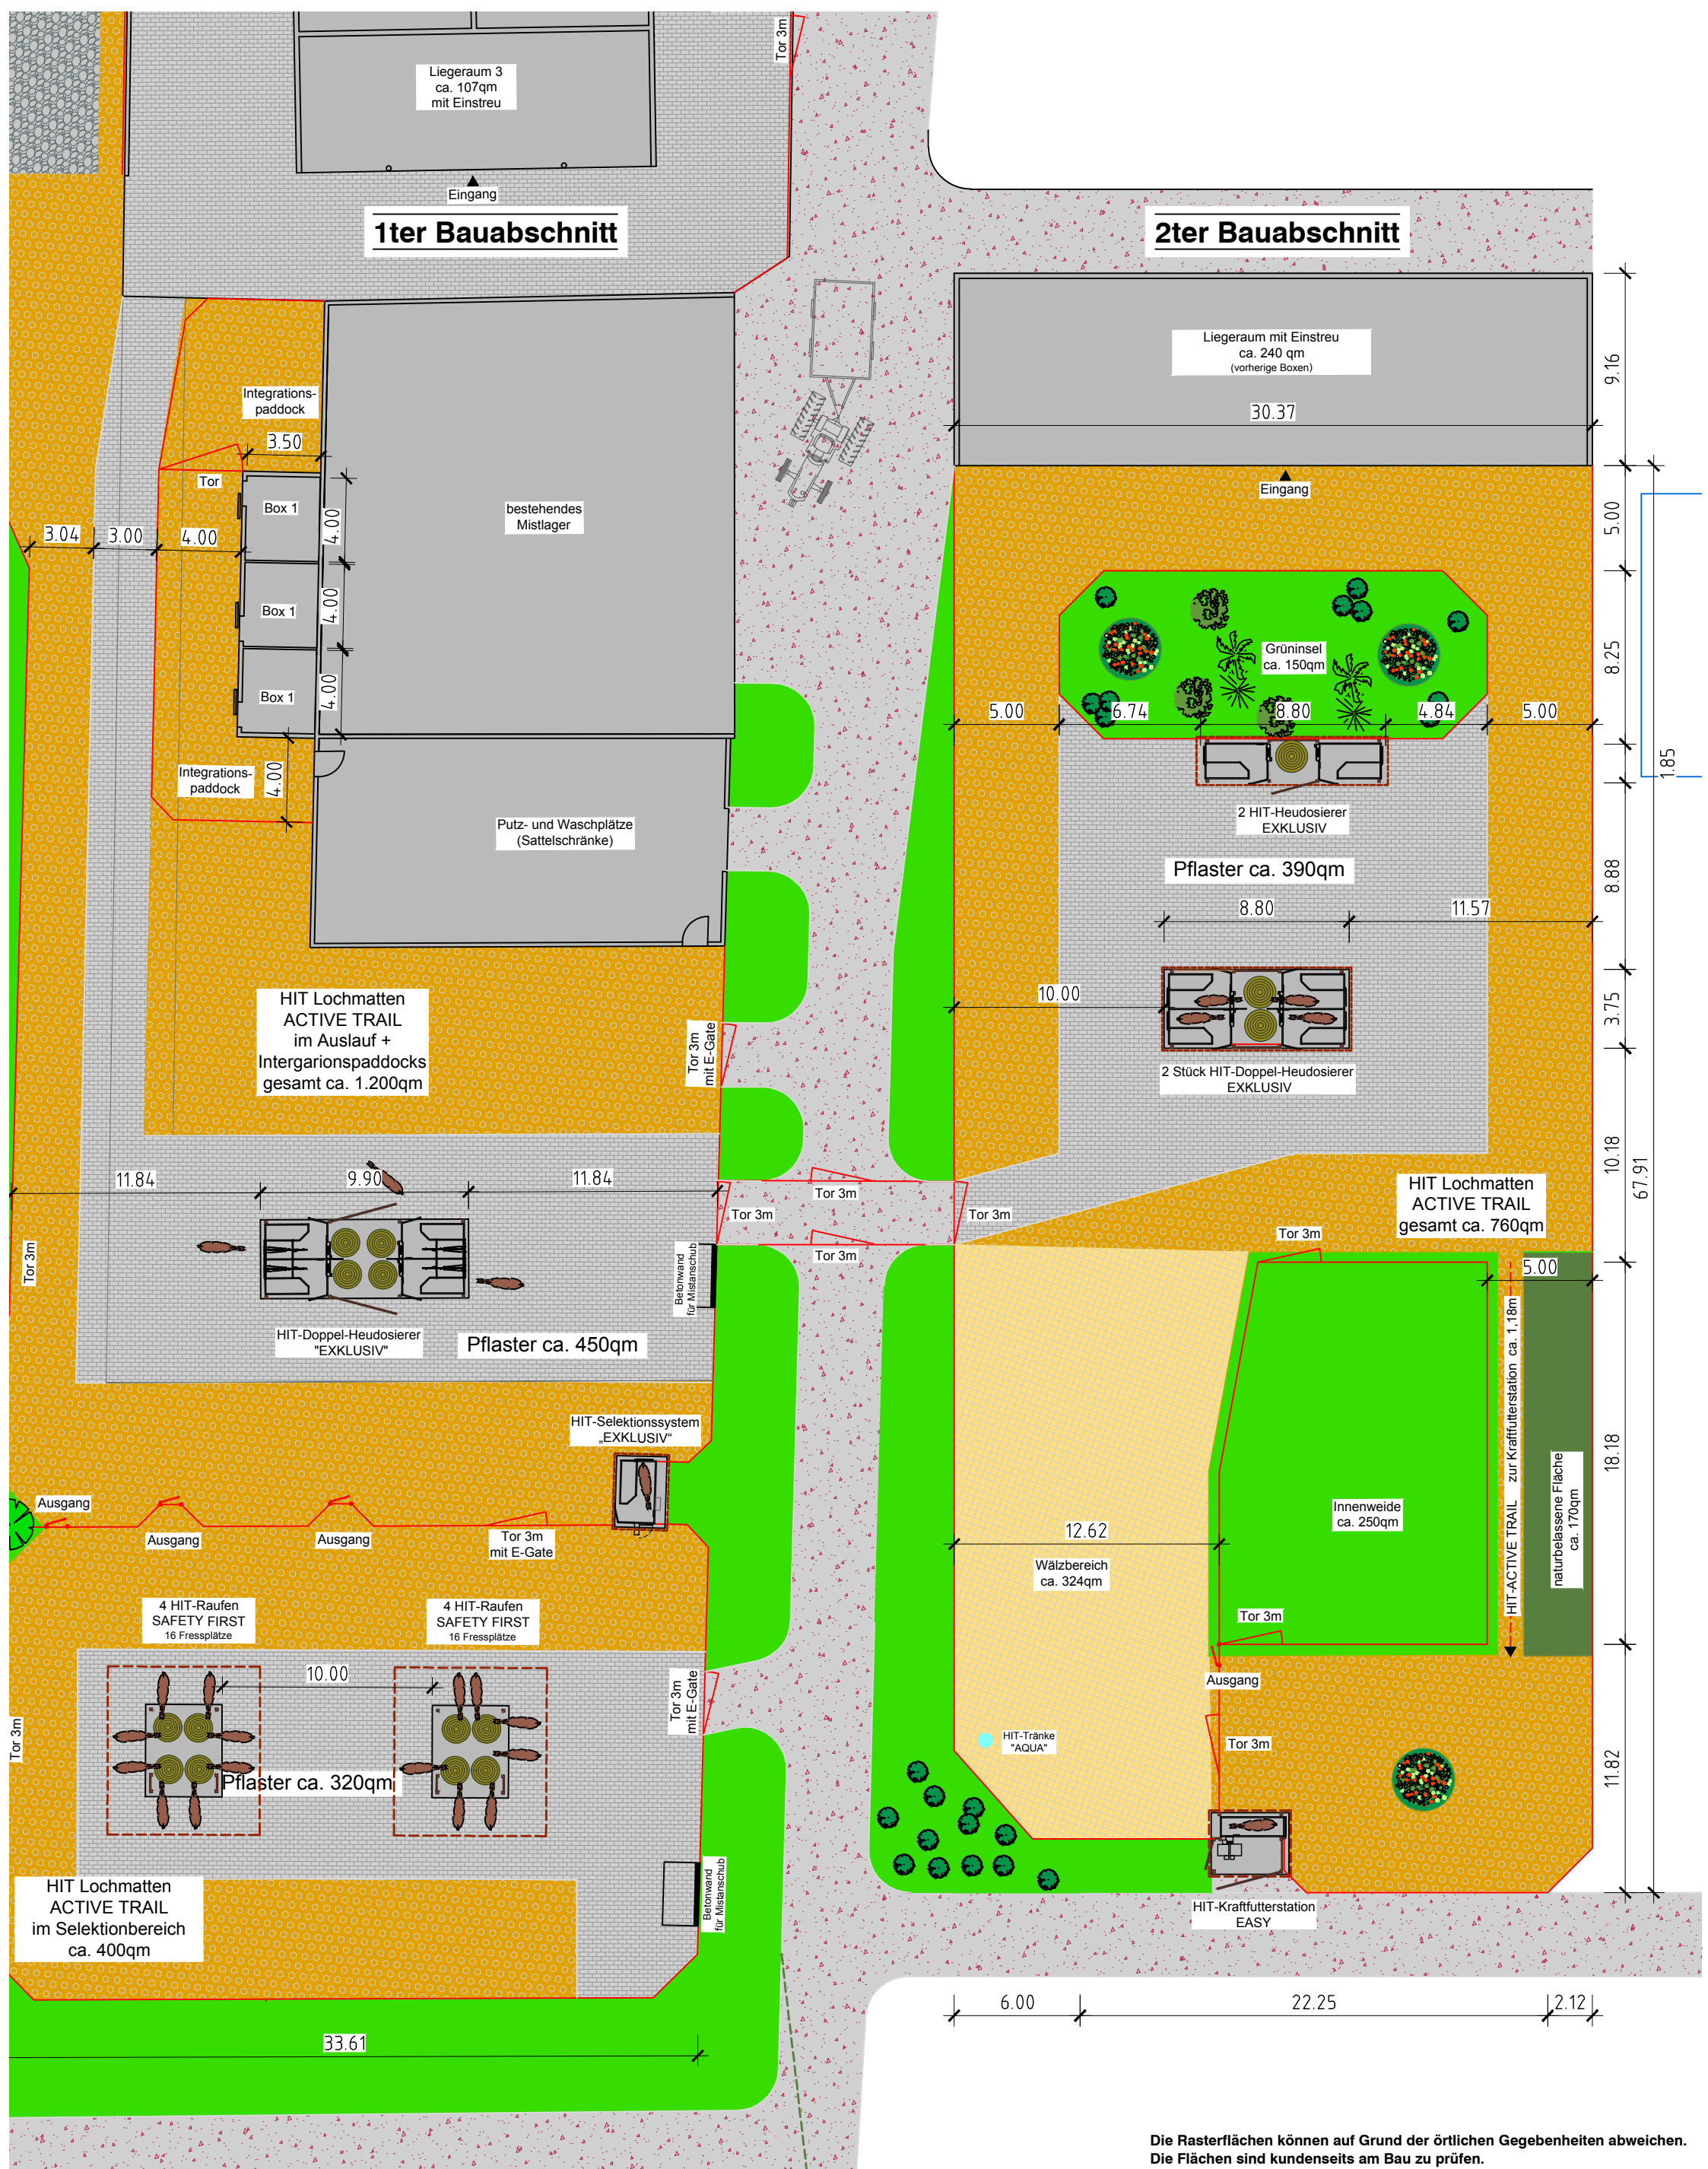 Tor 3m
Liegeraum 3
ca. 107qm
mit Einstreu
Eingang
1ter Bauabschnitt
2ter Bauabschnitt
Liegeraum mit Einstreu
ca. 240 qm
(vorherige Boxen)
30.37
9.16
Eingang
Integrations-
paddock
3.50
Tor
Box 1
4.00
3.04
3.00
4.00
Box 1
4.00
Box 1
4.00
bestehendes
Mistlager
Integrations-
paddock
4.00
Putz- und Waschplätze
(Sattelschränke)
HIT Lochmatten
ACTIVE TRAIL
im Auslauf +
Intergarionspaddocks
gesamt ca. 1.200qm
Tor 3m
mit E-Gate
11.84
9.90
11.84
Tor 3m
Tor 3m
Tor 3m
Tor 3m
Tor 3m
Betonwand
für Mistanschub
HIT-Doppel-Heudosierer
"EXKLUSIV"
Pflaster ca. 450qm
HIT-Selektionssystem
„EXKLUSIV“
Ausgang
Ausgang
Ausgang
Tor 3m
mit E-Gate
4 HIT-Raufen
SAFETY FIRST
16 Fressplätze
4 HIT-Raufen
SAFETY FIRST
16 Fressplätze
10.00
Tor 3m
mit E-Gate
Tor 3m
Pflaster ca. 320qm
Betonwand
für Mistanschub
HIT Lochmatten
ACTIVE TRAIL
im Selektionbereich
ca. 400qm
33.61
5.00
Grüninsel
ca. 150qm
8.25
5.00
6.74
8.80
4.84
5.00
1.85
2 HIT-Heudosierer
EXKLUSIV
Pflaster ca. 390qm
8.88
8.80
11.57
10.00
3.75
2 Stück HIT-Doppel-Heudosierer
EXKLUSIV
10.18
67.91
HIT Lochmatten
ACTIVE TRAIL
gesamt ca. 760qm
Tor 3m
5.00
HIT-ACTIVE TRAIL zur Kraftfutterstation ca. 1.18m
naturbelassene Fläche
ca. 170qm
18.18
Innenweide
ca. 250qm
12.62
Wälzbereich
ca. 324qm
Tor 3m
Ausgang
Tor 3m
HIT-Tränke
"AQUA"
11.82
HIT-Kraftfutterstation
EASY
6.00
22.25
2.12
Die Rasterflächen können auf Grund der örtlichen Gegebenheiten abweichen.
Die Flächen sind kundenseits am Bau zu prüfen.